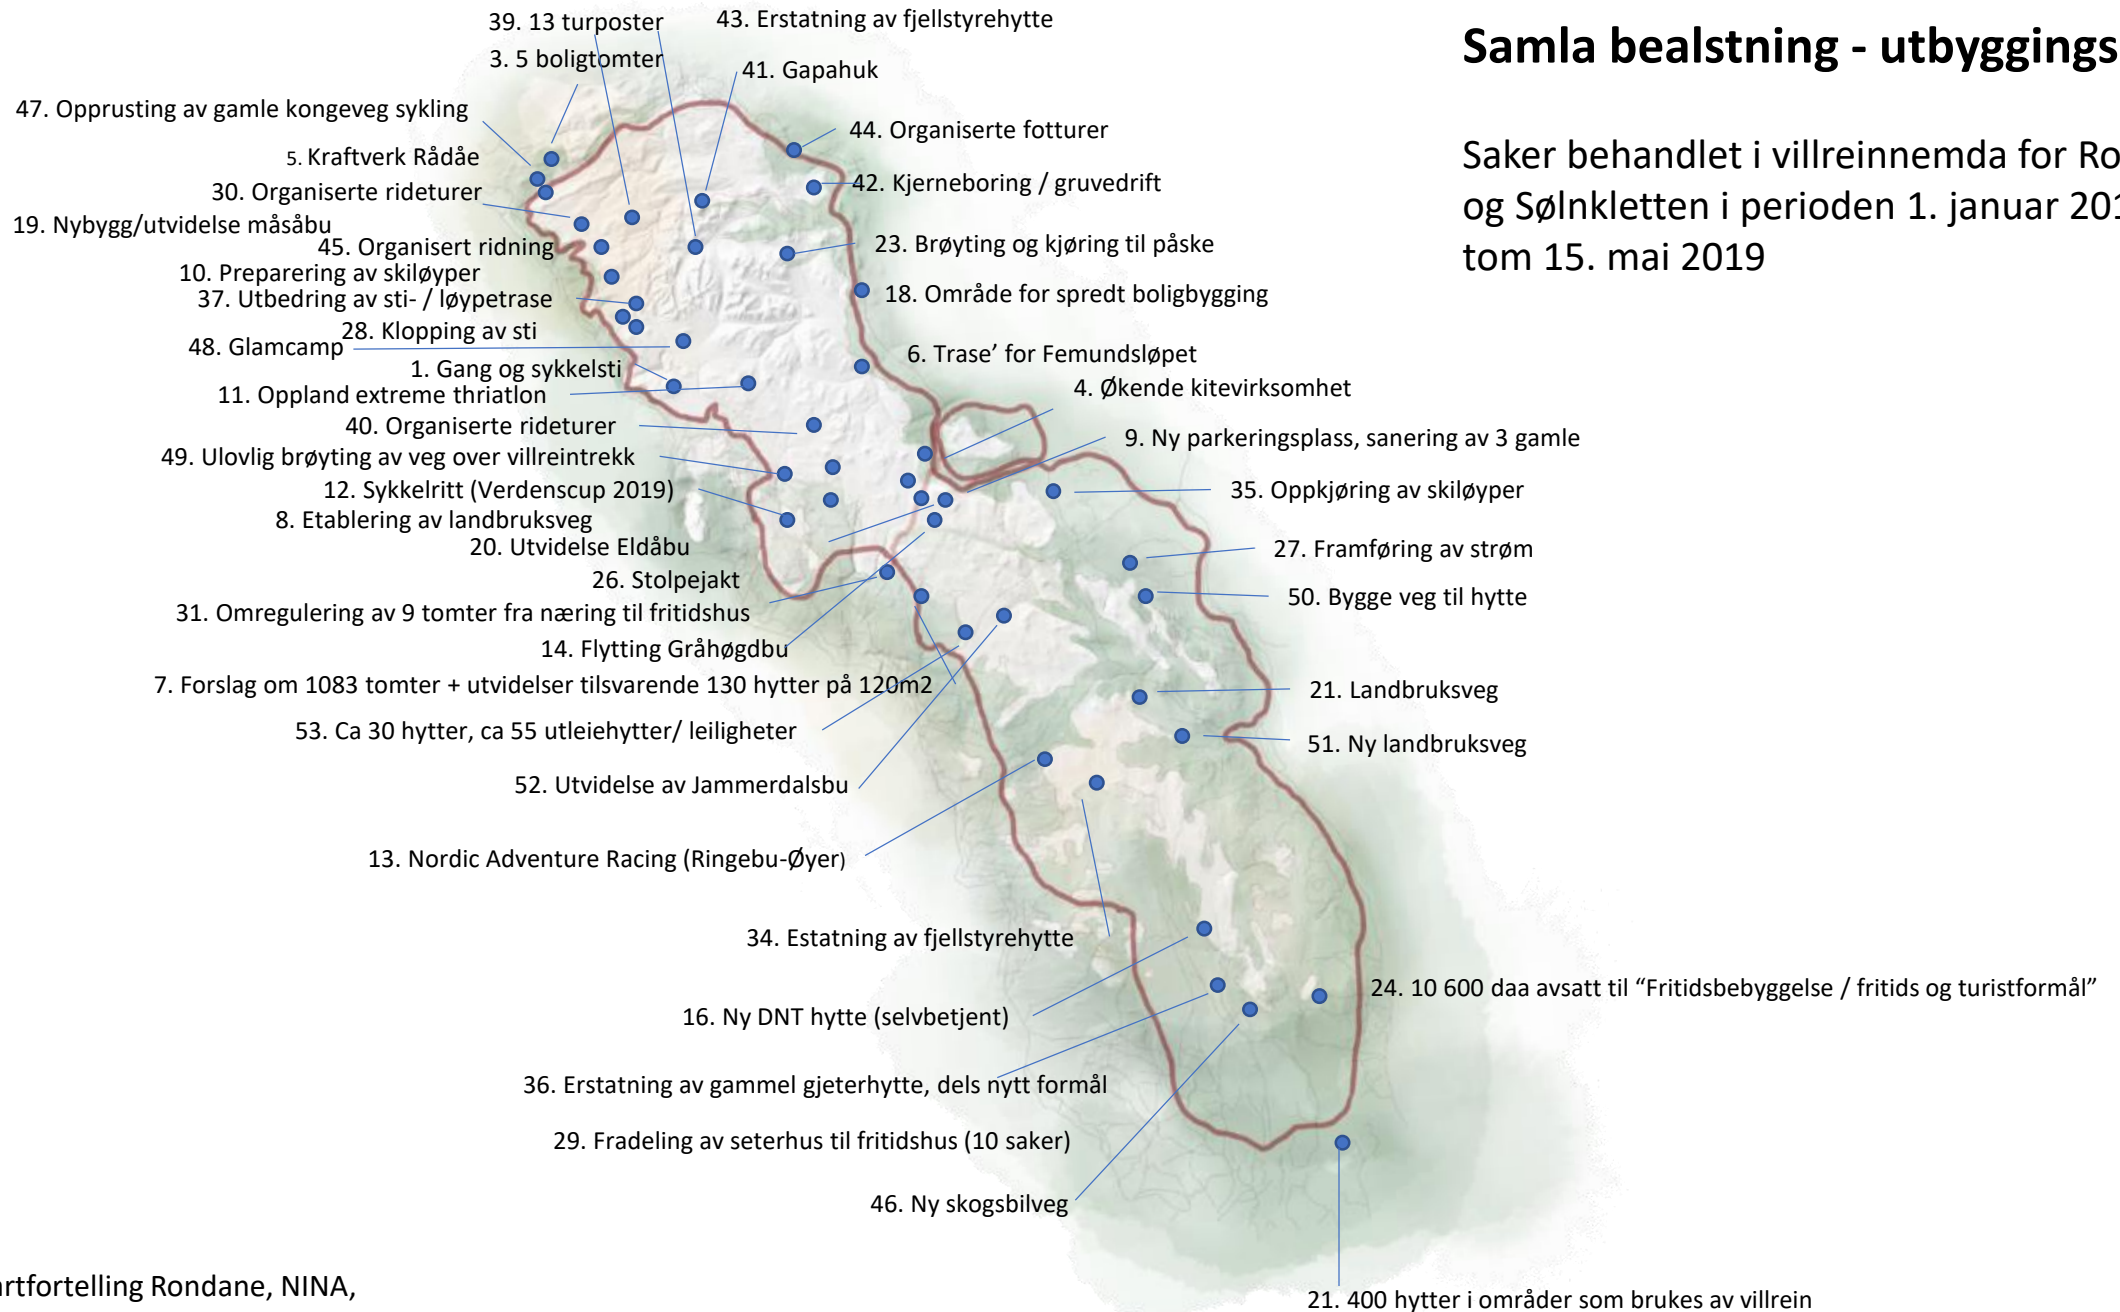 Samla bealstning - utbyggings
Saker behandlet i villreinnemda for Ro
og Sølnkletten i perioden 1. januar 201
tom 15. mai 2019
39. 13 turposter
43. Erstatning av fjellstyrehytte
3. 5 boligtomter
41. Gapahuk
47. Opprusting av gamle kongeveg sykling
44. Organiserte fotturer
5. Kraftverk Rådåe
42. Kjerneboring / gruvedrift
30. Organiserte rideturer
19. Nybygg/utvidelse måsåbu
45. Organisert ridning
23. Brøyting og kjøring til påske
10. Preparering av skiløyper
37. Utbedring av sti- / løypetrase
18. Område for spredt boligbygging
28. Klopping av sti
48. Glamcamp
6. Trase’ for Femundsløpet
1. Gang og sykkelsti
4. Økende kitevirksomhet
11. Oppland extreme thriatlon
40. Organiserte rideturer
9. Ny parkeringsplass, sanering av 3 gamle
49. Ulovlig brøyting av veg over villreintrekk
12. Sykkelritt (Verdenscup 2019)
35. Oppkjøring av skiløyper
8. Etablering av landbruksveg
20. Utvidelse Eldåbu
27. Framføring av strøm
26. Stolpejakt
50. Bygge veg til hytte
31. Omregulering av 9 tomter fra næring til fritidshus
14. Flytting Gråhøgdbu
7. Forslag om 1083 tomter + utvidelser tilsvarende 130 hytter på 120m2
21. Landbruksveg
53. Ca 30 hytter, ca 55 utleiehytter/ leiligheter
51. Ny landbruksveg
52. Utvidelse av Jammerdalsbu
13. Nordic Adventure Racing (Ringebu-Øyer)
34. Estatning av fjellstyrehytte
24. 10 600 daa avsatt til “Fritidsbebyggelse / fritids og turistformål”
16. Ny DNT hytte (selvbetjent)
36. Erstatning av gammel gjeterhytte, dels nytt formål
29. Fradeling av seterhus til fritidshus (10 saker)
46. Ny skogsbilveg
artfortelling Rondane, NINA,
21. 400 hytter i områder som brukes av villrein